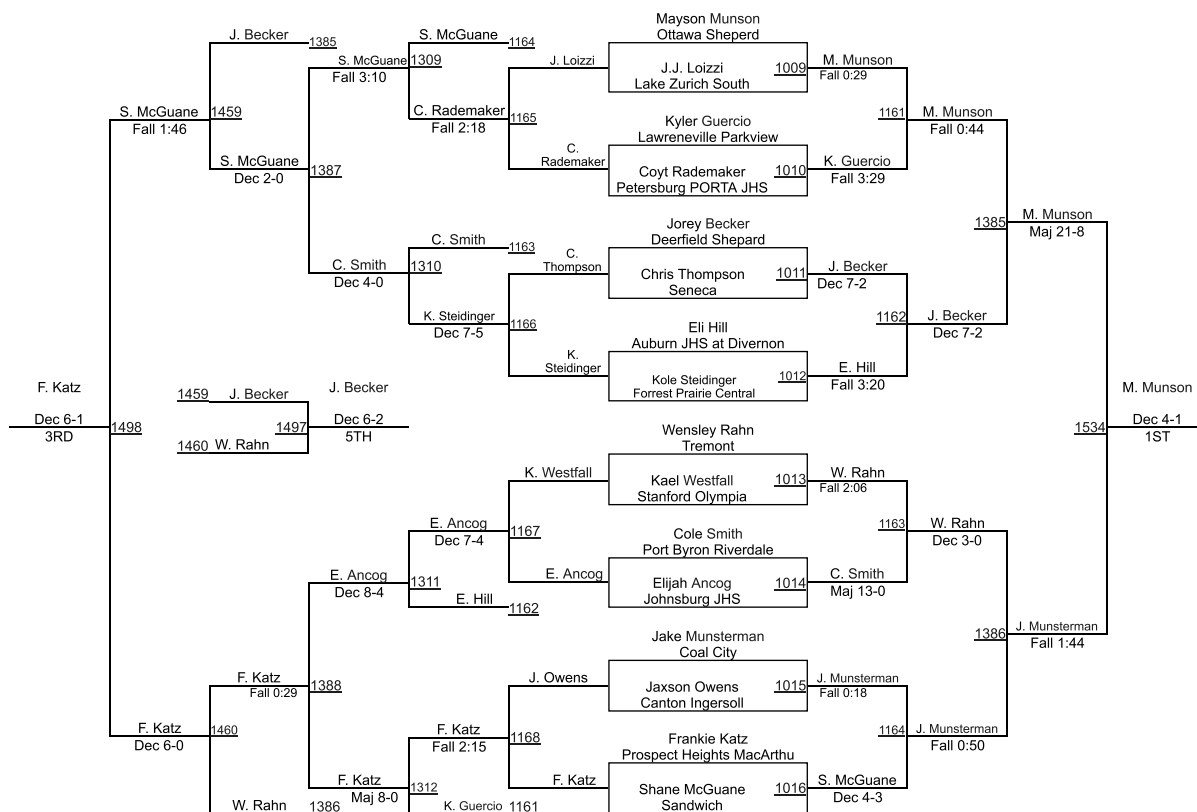 Mayson Munson
Ottawa Sheperd
J. Becker
1385
S. McGuane
1164
S. McGuane
1309
Fall 3:10
J. Loizzi
J.J. Loizzi
1009
Lake Zurich South
M. Munson
Fall 0:29
S. McGuane
1459
Fall 1:46
C. Rademaker
1165
Fall 2:18
Kyler Guercio
Lawreneville Parkview
1161
M. Munson
Fall 0:44
S. McGuane
Dec 2-0
1387
C.
Rademaker
Coyt Rademaker
1010
Petersburg PORTA JHS
K. Guercio
Fall 3:29
Jorey Becker
Deerfield Shepard
1385
M. Munson
Maj 21-8
C. Smith
1163
C. Smith
1310
Dec 4-0
C.
Thompson
Chris Thompson
1011
Seneca
J. Becker
Dec 7-2
K. Steidinger
1166
Dec 7-5
Eli Hill
Auburn JHS at Divernon
1162
J. Becker
Dec 7-2
K.
Steidinger
Kole Steidinger
1012
Forrest Prairie Central
E. Hill
Fall 3:20
F. Katz
Dec 6-1
3RD
1498
1459
J. Becker
1497
1460
W. Rahn
J. Becker
Dec 6-2
5TH
M. Munson
1534
Dec 4-1
1ST
Wensley Rahn
Tremont
K. Westfall
Kael Westfall
1013
Stanford Olympia
W. Rahn
Fall 2:06
E. Ancog
1167
Dec 7-4
Cole Smith
Port Byron Riverdale
1163
W. Rahn
Dec 3-0
E. Ancog
1311
Dec 8-4
E. Ancog
Elijah Ancog
1014
Johnsburg JHS
C. Smith
Maj 13-0
E. Hill
1162
Jake Munsterman
Coal City
1386
J. Munsterman
Fall 1:44
F. Katz
Fall 0:29
1388
J. Owens
Jaxson Owens
1015
Canton Ingersoll
J. Munsterman
Fall 0:18
F. Katz
1460
Dec 6-0
F. Katz
1168
Fall 2:15
Frankie Katz
Prospect Heights MacArthu
1164
J. Munsterman
Fall 0:50
F. Katz
1312
Maj 8-0
F. Katz
Shane McGuane
1016
Sandwich
S. McGuane
Dec 4-3
W. Rahn
1386
K. Guercio
1161